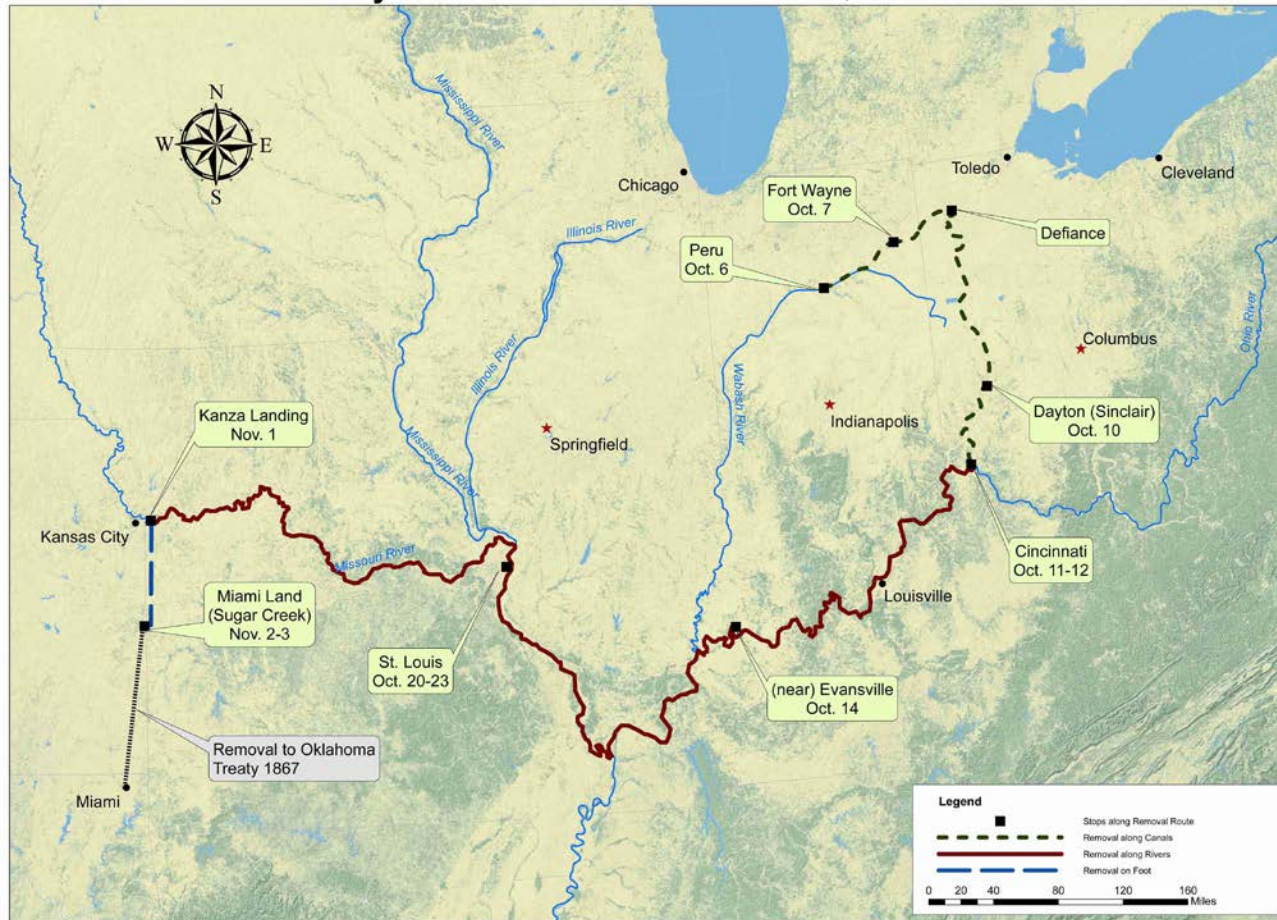 N
W
E
S
Mississippi River
Chicago
Toledo
Cleveland
Fort Wayne
Oct. 7
Defiance
Illinois River
Peru
Oct. 6
Ohio River
Columbus
Illinois River
Wabash River
Kanza Landing
Nov. 1
Springfield
Indianapolis
Dayton (Sinclair)
Oct. 10
Mississippi River
Kansas City
Missouri River
Cincinnati
Oct. 11-12
Miami Land
(Sugar Creek)
Nov. 2-3
Louisville
St. Louis
Oct. 20-23
(near) Evansville
Oct. 14
Removal to Oklahoma
Treaty 1867
Miami
Legend
Stops along Removal Route
Removal along Canals
Removal along Rivers
Removal on Foot
0 20 40 80 120 160
Miles